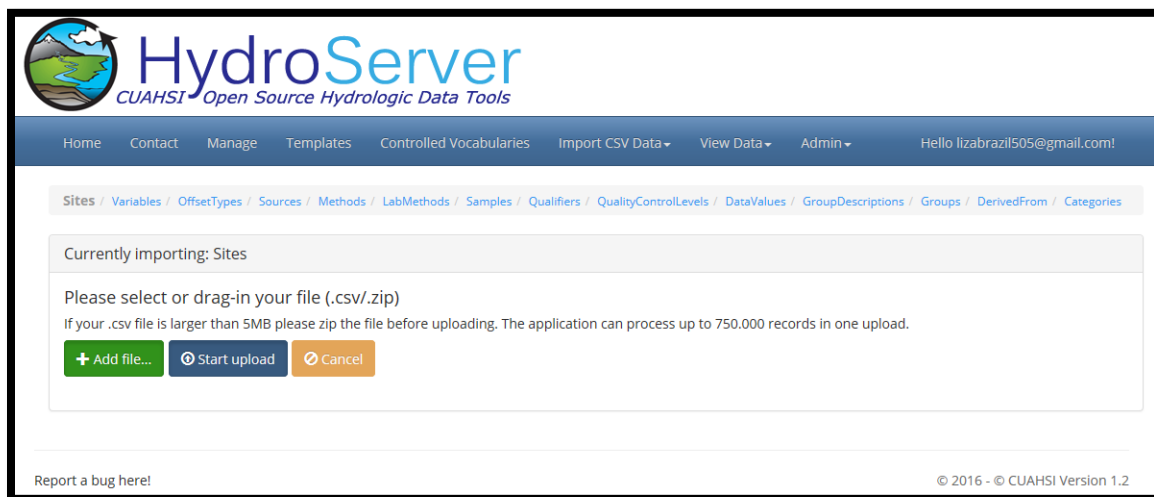 HydroServer
CUAHSI Open Source Hydrologic Data Tools
Home Contact Manage Templates Controlled Vocabularies Import CSV Data View Data Admin Hello lizabrazil505@gmail.com!
Sites / Variables / OffsetTypes / Sources / Methods / LabMethods / Samples / Qualifiers / QualityControlLevels / DataValues / GroupDescriptions / Groups / DerivedFrom / Categories
Currently importing: Sites
Please select or drag-in your file (.csv/.zip)
If your .csv file is larger than 5MB please zip the file before uploading. The application can process up to 750.000 records in one upload.
+ Add file... Start upload Cancel
Report a bug here! © 2016 - © CUAHSI Version 1.2